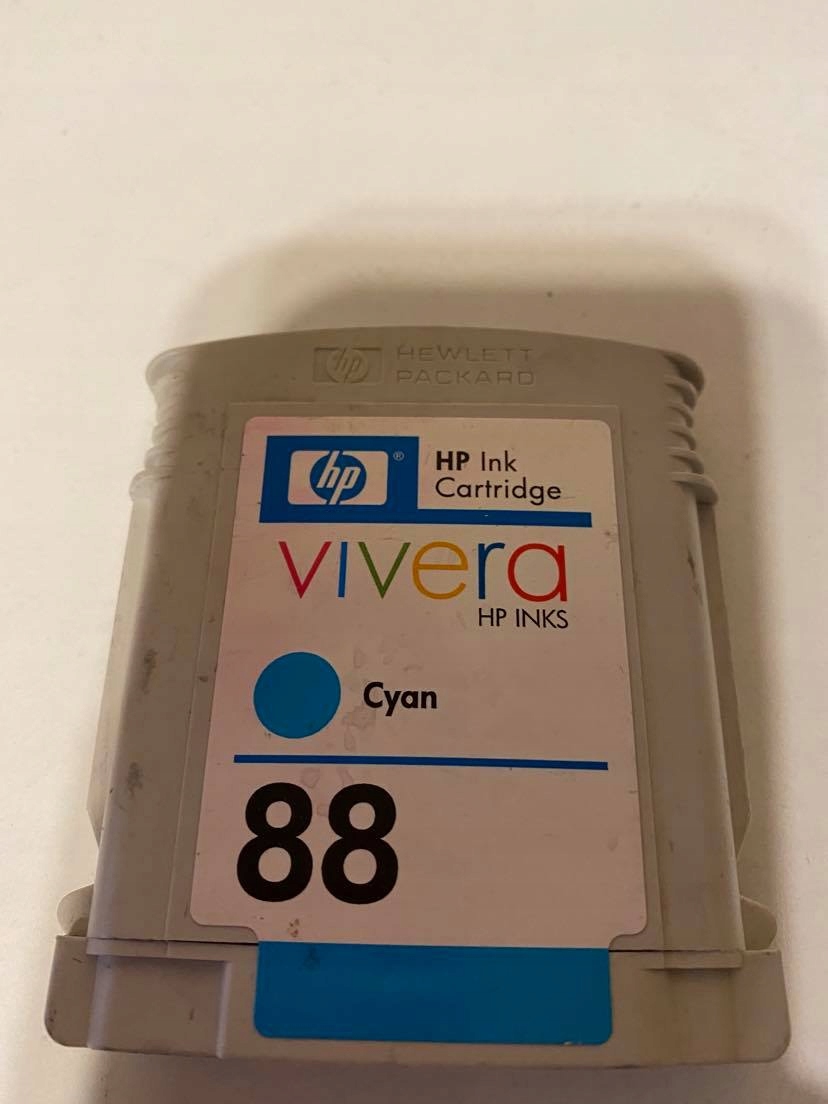 hp HEWLETT
PACKARD
hp® HP Ink
Cartridge
vivera
HP INKS
Cyan
88